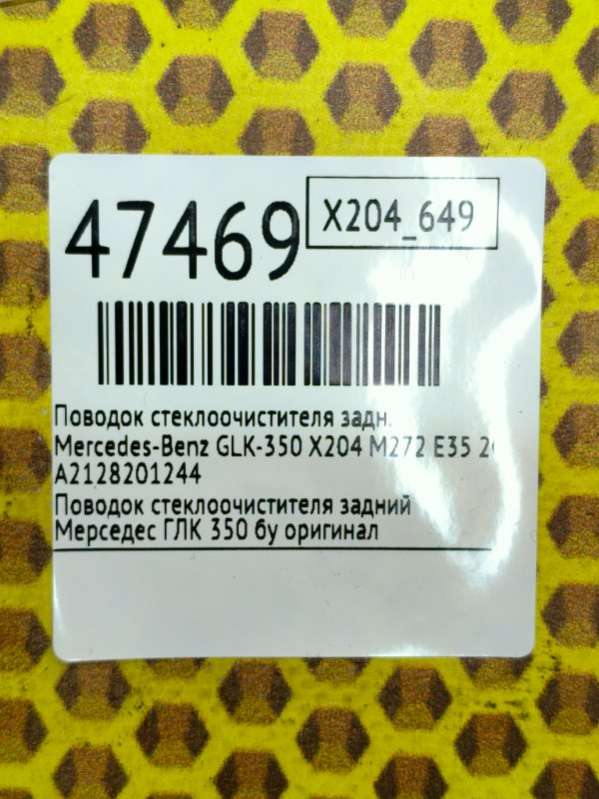 47469
X204_649
Поводок стеклоочистителя задн.
Mercedes-Benz GLK-350 X204 M272 E35
A2128201244
Поводок стеклоочистителя задний
Мерседес ГЛК 350 бу оригинал